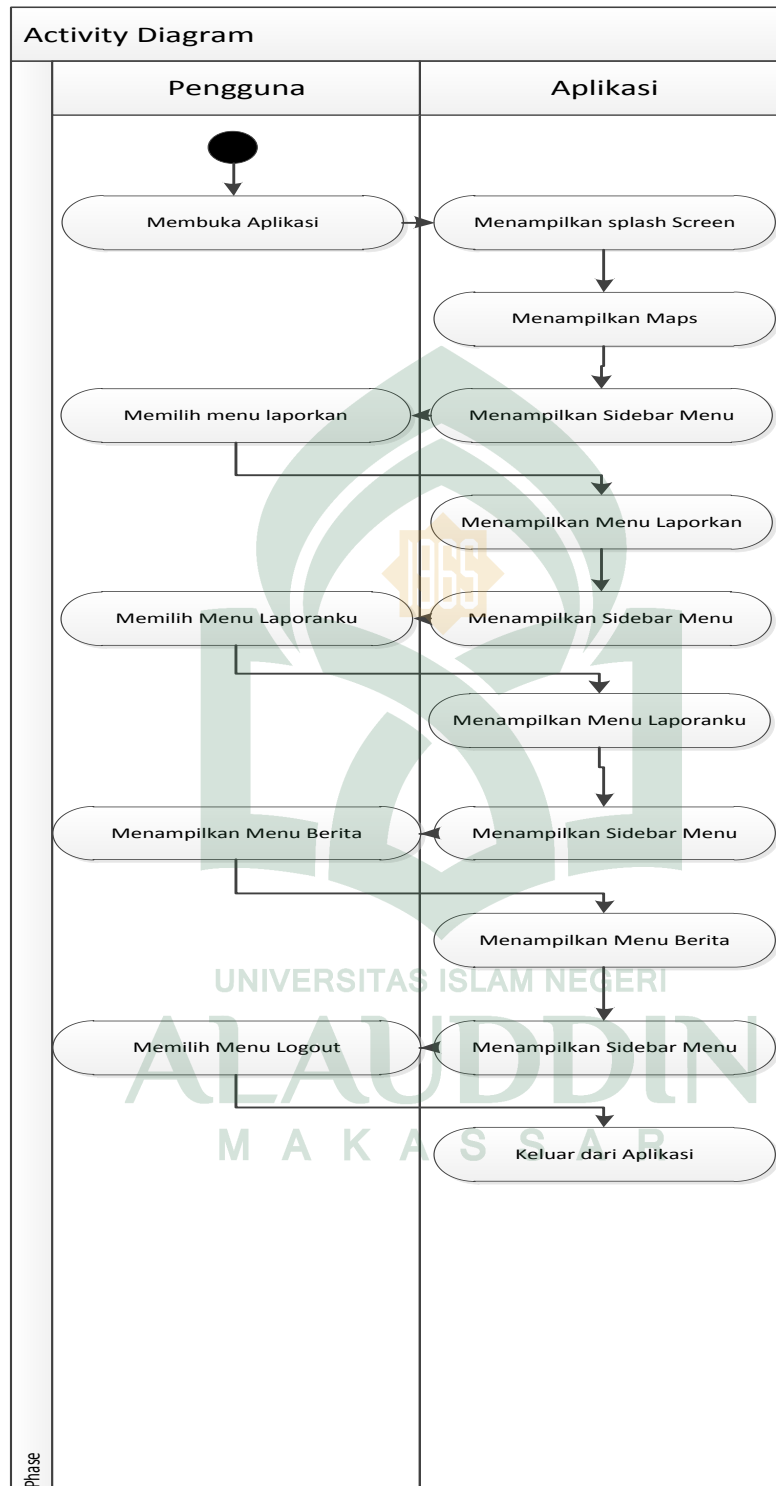 Activity Diagram
Pengguna
Aplikasi
Membuka Aplikasi
Menampilkan splash Screen
Menampilkan Maps
Memilih menu laporkan
Menampilkan Sidebar Menu
Menampilkan Menu Laporkan
1965
Memilih Menu Laporanku
Menampilkan Sidebar Menu
Menampilkan Menu Laporanku
Menampilkan Menu Berita
Menampilkan Sidebar Menu
Menampilkan Menu Berita
UNIVERSITAS ISLAM NEGERI
Memilih Menu Logout
Menampilkan Sidebar Menu
ALAUDDIN
MAKASSAR
Keluar dari Aplikasi
Phase